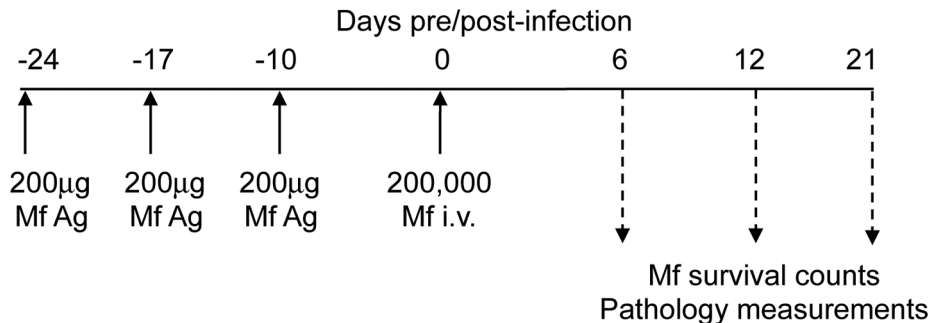 Days pre/post-infection
-24 -17 -10 0 6 12 21
200μg 200μg 200μg 200,000
Mf Ag Mf Ag Mf Ag Mf i.v.
Mf survival counts
Pathology measurements